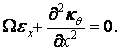 Ωε_x + ∂²κ_θ/∂x² = 0.